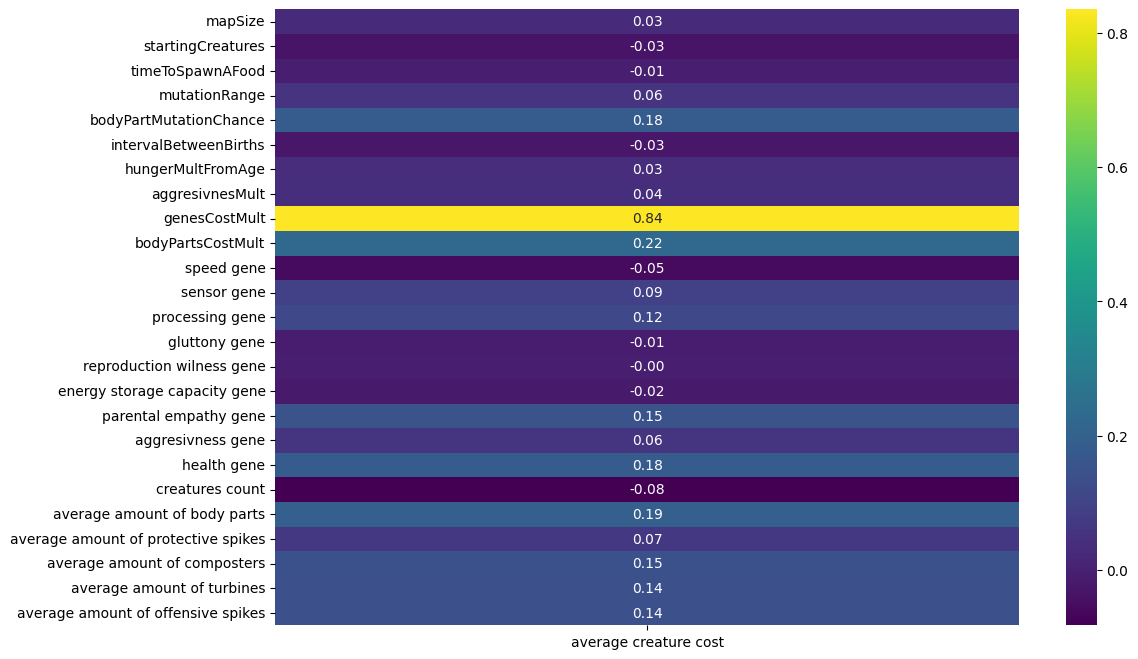 mapSize 0.03
startingCreatures -0.03
timeToSpawnAFood -0.01
mutationRange 0.06
bodyPartMutationChance 0.18
intervalBetweenBirths -0.03
hungerMultFromAge 0.03
aggresivnesMult 0.04
genesCostMult 0.84
bodyPartsCostMult 0.22
speed gene -0.05
sensor gene 0.09
processing gene 0.12
gluttony gene -0.01
reproduction wilness gene -0.00
energy storage capacity gene -0.02
parental empathy gene 0.15
aggresivness gene 0.06
health gene 0.18
creatures count -0.08
average amount of body parts 0.19
average amount of protective spikes 0.07
average amount of composters 0.15
average amount of turbines 0.14
average amount of offensive spikes 0.14
average creature cost
0.8
0.6
0.4
0.2
0.0